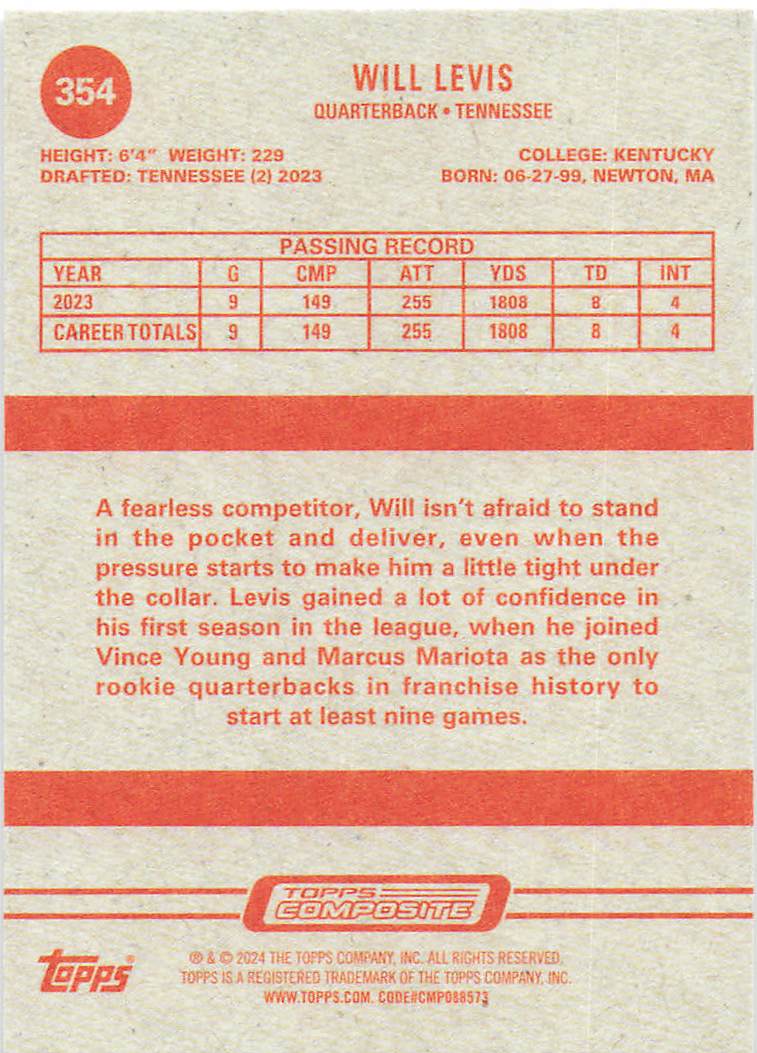 354
WILL LEVIS
QUARTERBACK • TENNESSEE
HEIGHT: 6'4" WEIGHT: 229
COLLEGE: KENTUCKY
DRAFTED: TENNESSEE (2) 2023
BORN: 06-27-99, NEWTON, MA
PASSING RECORD
YEAR G CMP ATT YDS TD INT
2023 9 149 255 1808 8 4
CAREER TOTALS 9 149 255 1808 8 4
A fearless competitor, Will isn't afraid to stand
in the pocket and deliver, even when the
pressure starts to make him a little tight under
the collar. Levis gained a lot of confidence in
his first season in the league, when he joined
Vince Young and Marcus Mariota as the only
rookie quarterbacks in franchise history to
start at least nine games.
TOPPS
COMPOSITE
topps®
® & © 2024 THE TOPPS COMPANY, INC. ALL RIGHTS RESERVED.
TOPPS IS A REGISTERED TRADEMARK OF THE TOPPS COMPANY, INC.
WWW.TOPPS.COM. CODE#CMP088573